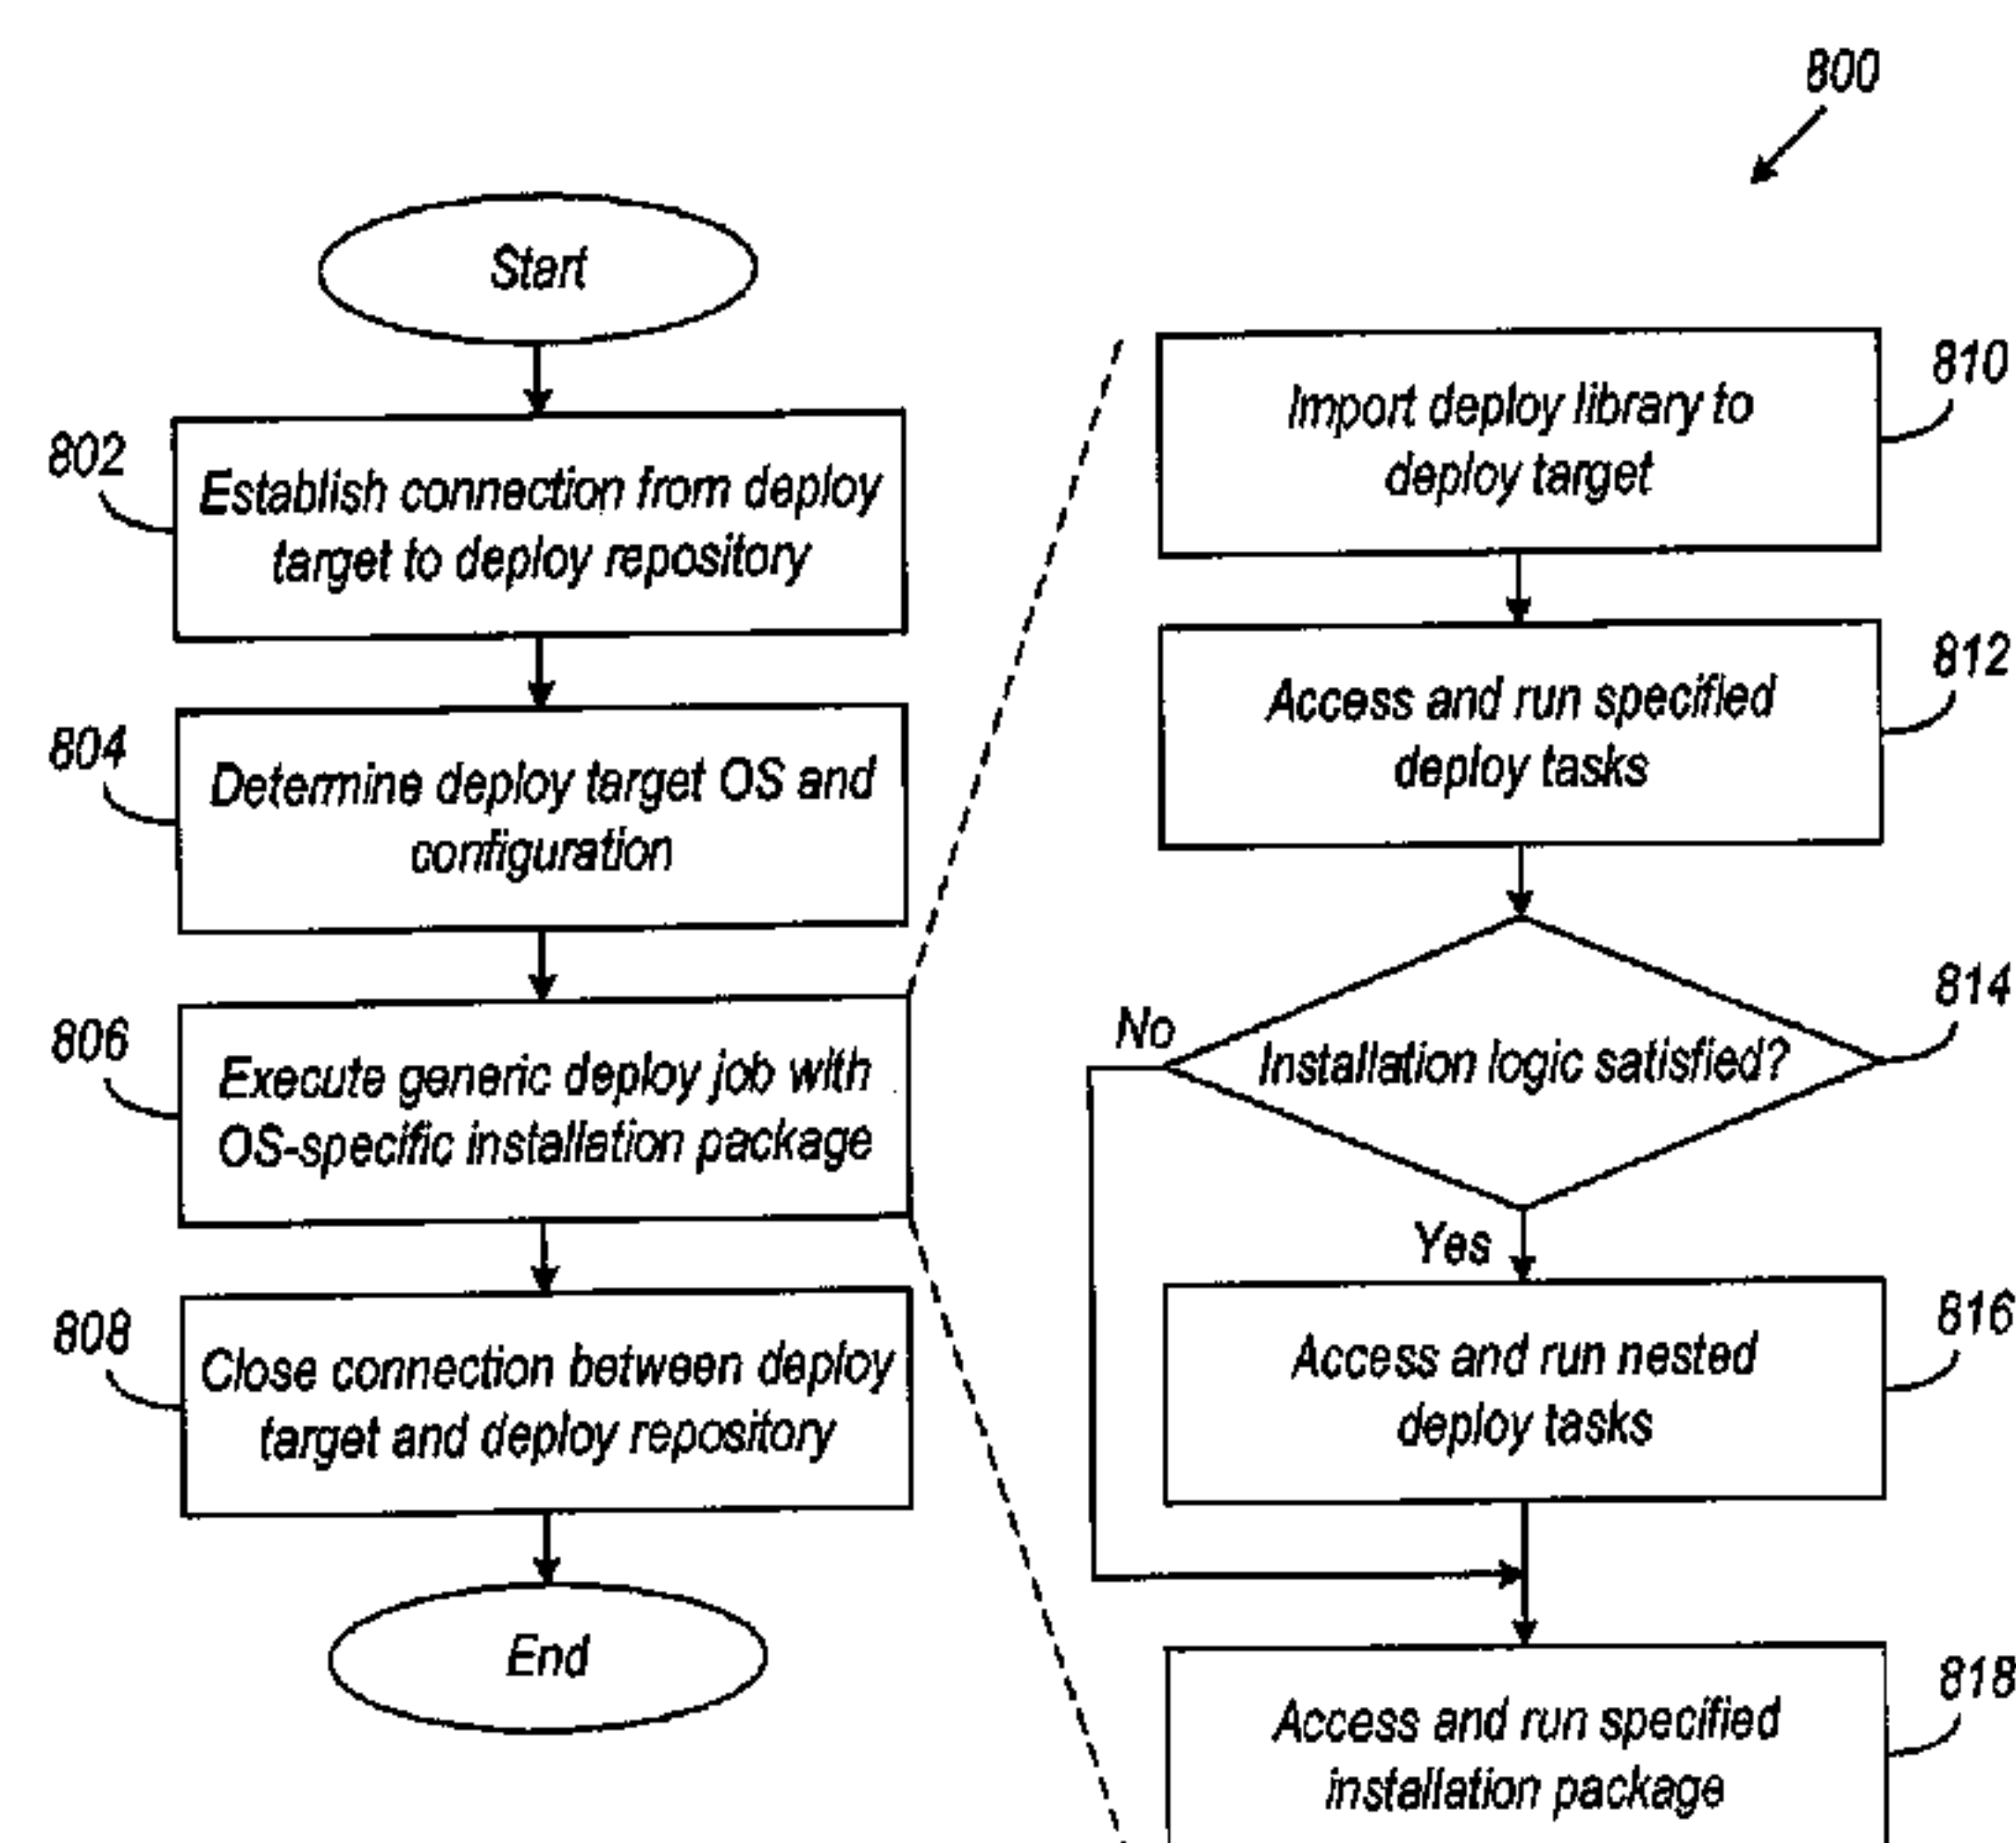 800
Start
802
Establish connection from deploy
target to deploy repository
804
Determine deploy target OS and
configuration
806
Execute generic deploy job with
OS-specific installation package
808
Close connection between deploy
target and deploy repository
End
810
Import deploy library to
deploy target
812
Access and run specified
deploy tasks
814
Installation logic satisfied?
No
Yes
816
Access and run nested
deploy tasks
818
Access and run specified
installation package